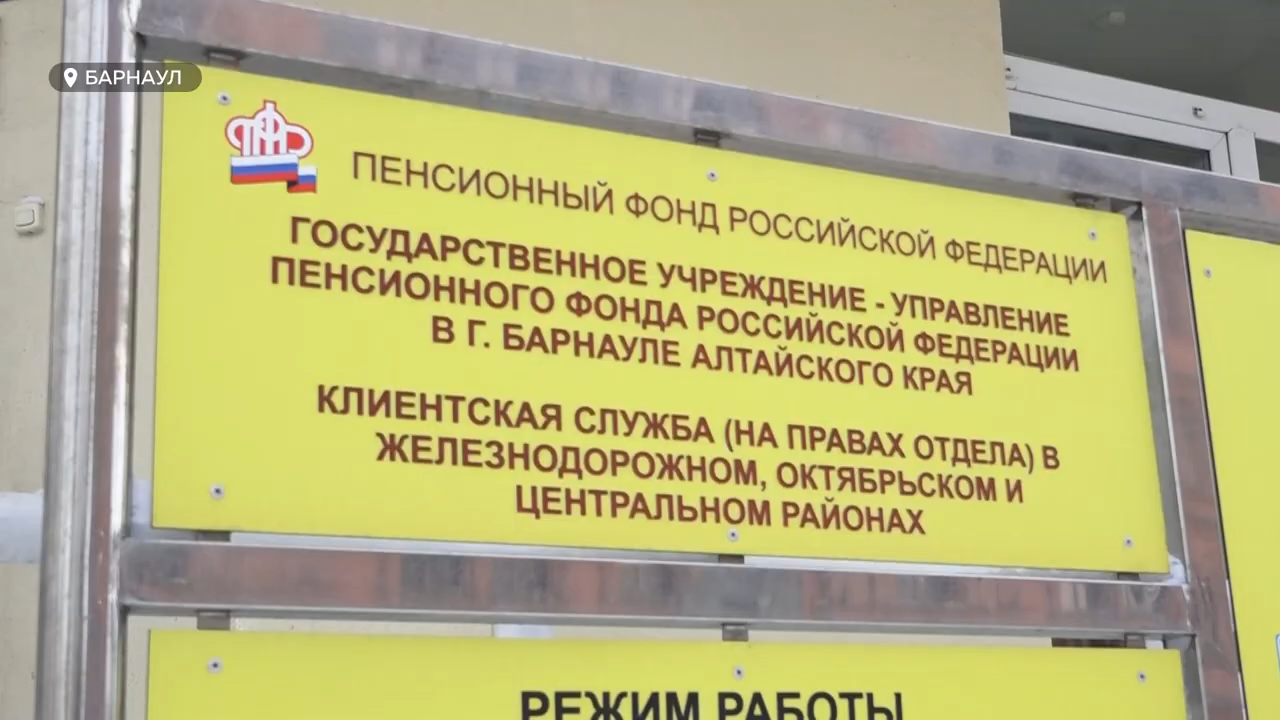 БАРНАУЛ
ПФР
ПЕНСИОННЫЙ ФОНД РОССИЙСКОЙ ФЕДЕРАЦИИ
ГОСУДАРСТВЕННОЕ УЧРЕЖДЕНИЕ - УПРАВЛЕНИЕ
ПЕНСИОННОГО ФОНДА РОССИЙСКОЙ ФЕДЕРАЦИИ
В Г. БАРНАУЛЕ АЛТАЙСКОГО КРАЯ
КЛИЕНТСКАЯ СЛУЖБА (НА ПРАВАХ ОТДЕЛА) В
ЖЕЛЕЗНОДОРОЖНОМ, ОКТЯБРЬСКОМ И
ЦЕНТРАЛЬНОМ РАЙОНАХ
РЕЖИМ РАБОТЫ